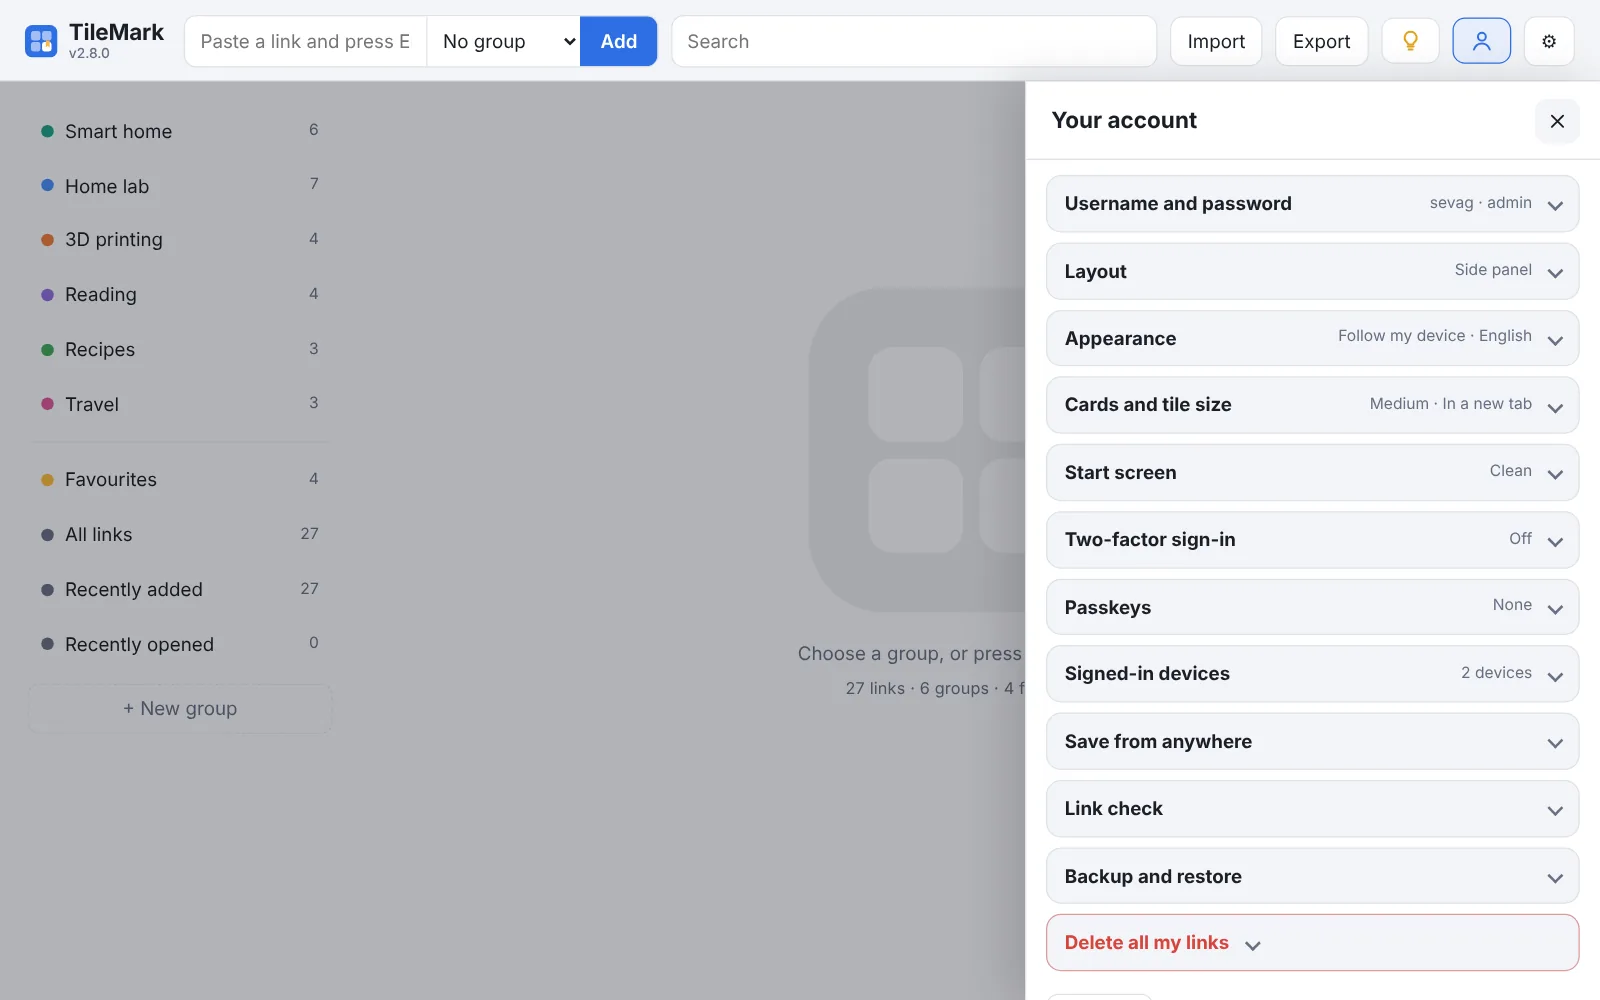 TileMark
v2.8.0
Paste a link and press E
No group
Add
Search
Import
Export
Smart home 6
Home lab 7
3D printing 4
Reading 4
Recipes 3
Travel 3
Favourites 4
All links 27
Recently added 27
Recently opened 0
+ New group
Choose a group, or press
27 links · 6 groups · 4 f
Your account
Username and password sevag · admin
Layout Side panel
Appearance Follow my device · English
Cards and tile size Medium · In a new tab
Start screen Clean
Two-factor sign-in Off
Passkeys None
Signed-in devices 2 devices
Save from anywhere
Link check
Backup and restore
Delete all my links